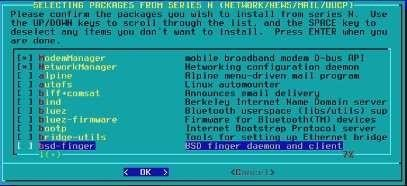 SELECTING PACKAGES FROM SERIES N (NETWORK/NEWS/MAIL/UUCP)
Please confirm the packages you wish to install from series N. Use
the UP/DOWN keys to scroll through the list, and the SPACE key to
deselect any items you don't want to install. Press ENTER when you
are done.
[*] ModemManager mobile broadband modem D-bus API
[*] NetworkManager Networking configuration daemon
[ ] alpine Alpine menu-driven mail program
[ ] autofs Linux automounter
[ ] biff+comsat Announces email delivery
[ ] bind Berkeley Internet Name Domain server
[ ] bluez Bluetooth userspace (libs/utils) sup
[ ] bluez-firmware Firmware for Bluetooth(TM) devices
[ ] bootp Internet Bootstrap Protocol server
[ ] bridge-utils Tools for setting up Ethernet bridge
[ ] bsd-finger BSD finger daemon and client
(+) 7%
< OK > <Cancel>